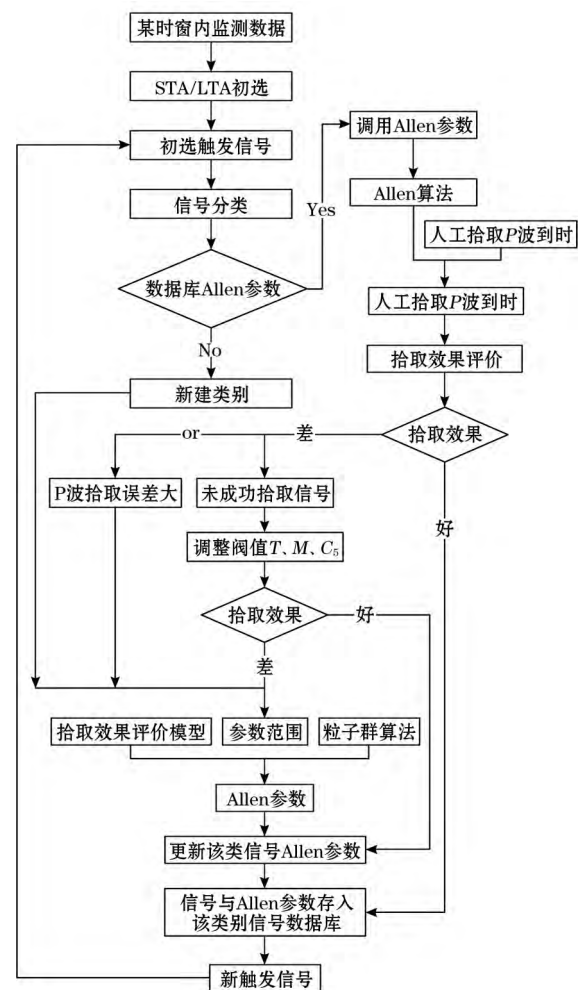 某时窗内监测数据
STA/LTA初选
初选触发信号
信号分类
数据库Allen参数
Yes
调用Allen参数
Allen算法
人工拾取P波到时
人工拾取P波到时
拾取效果评价
拾取效果
No
新建类别
or
差
好
P波拾取误差大
未成功拾取信号
调整阀值T、M、C₅
拾取效果
好
差
拾取效果评价模型
参数范围
粒子群算法
Allen参数
更新该类信号Allen参数
信号与Allen参数存入
该类别信号数据库
新触发信号